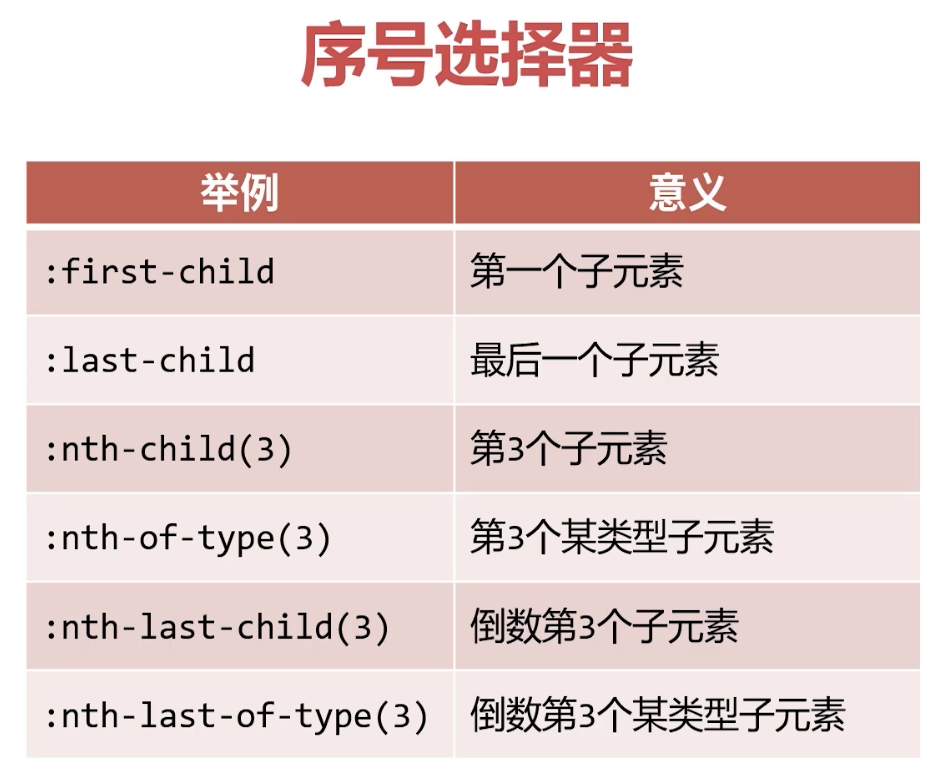 序号选择器
举例 意义
:first-child 第一个子元素
:last-child 最后一个子元素
:nth-child(3) 第3个子元素
:nth-of-type(3) 第3个某类型子元素
:nth-last-child(3) 倒数第3个子元素
:nth-last-of-type(3) 倒数第3个某类型子元素